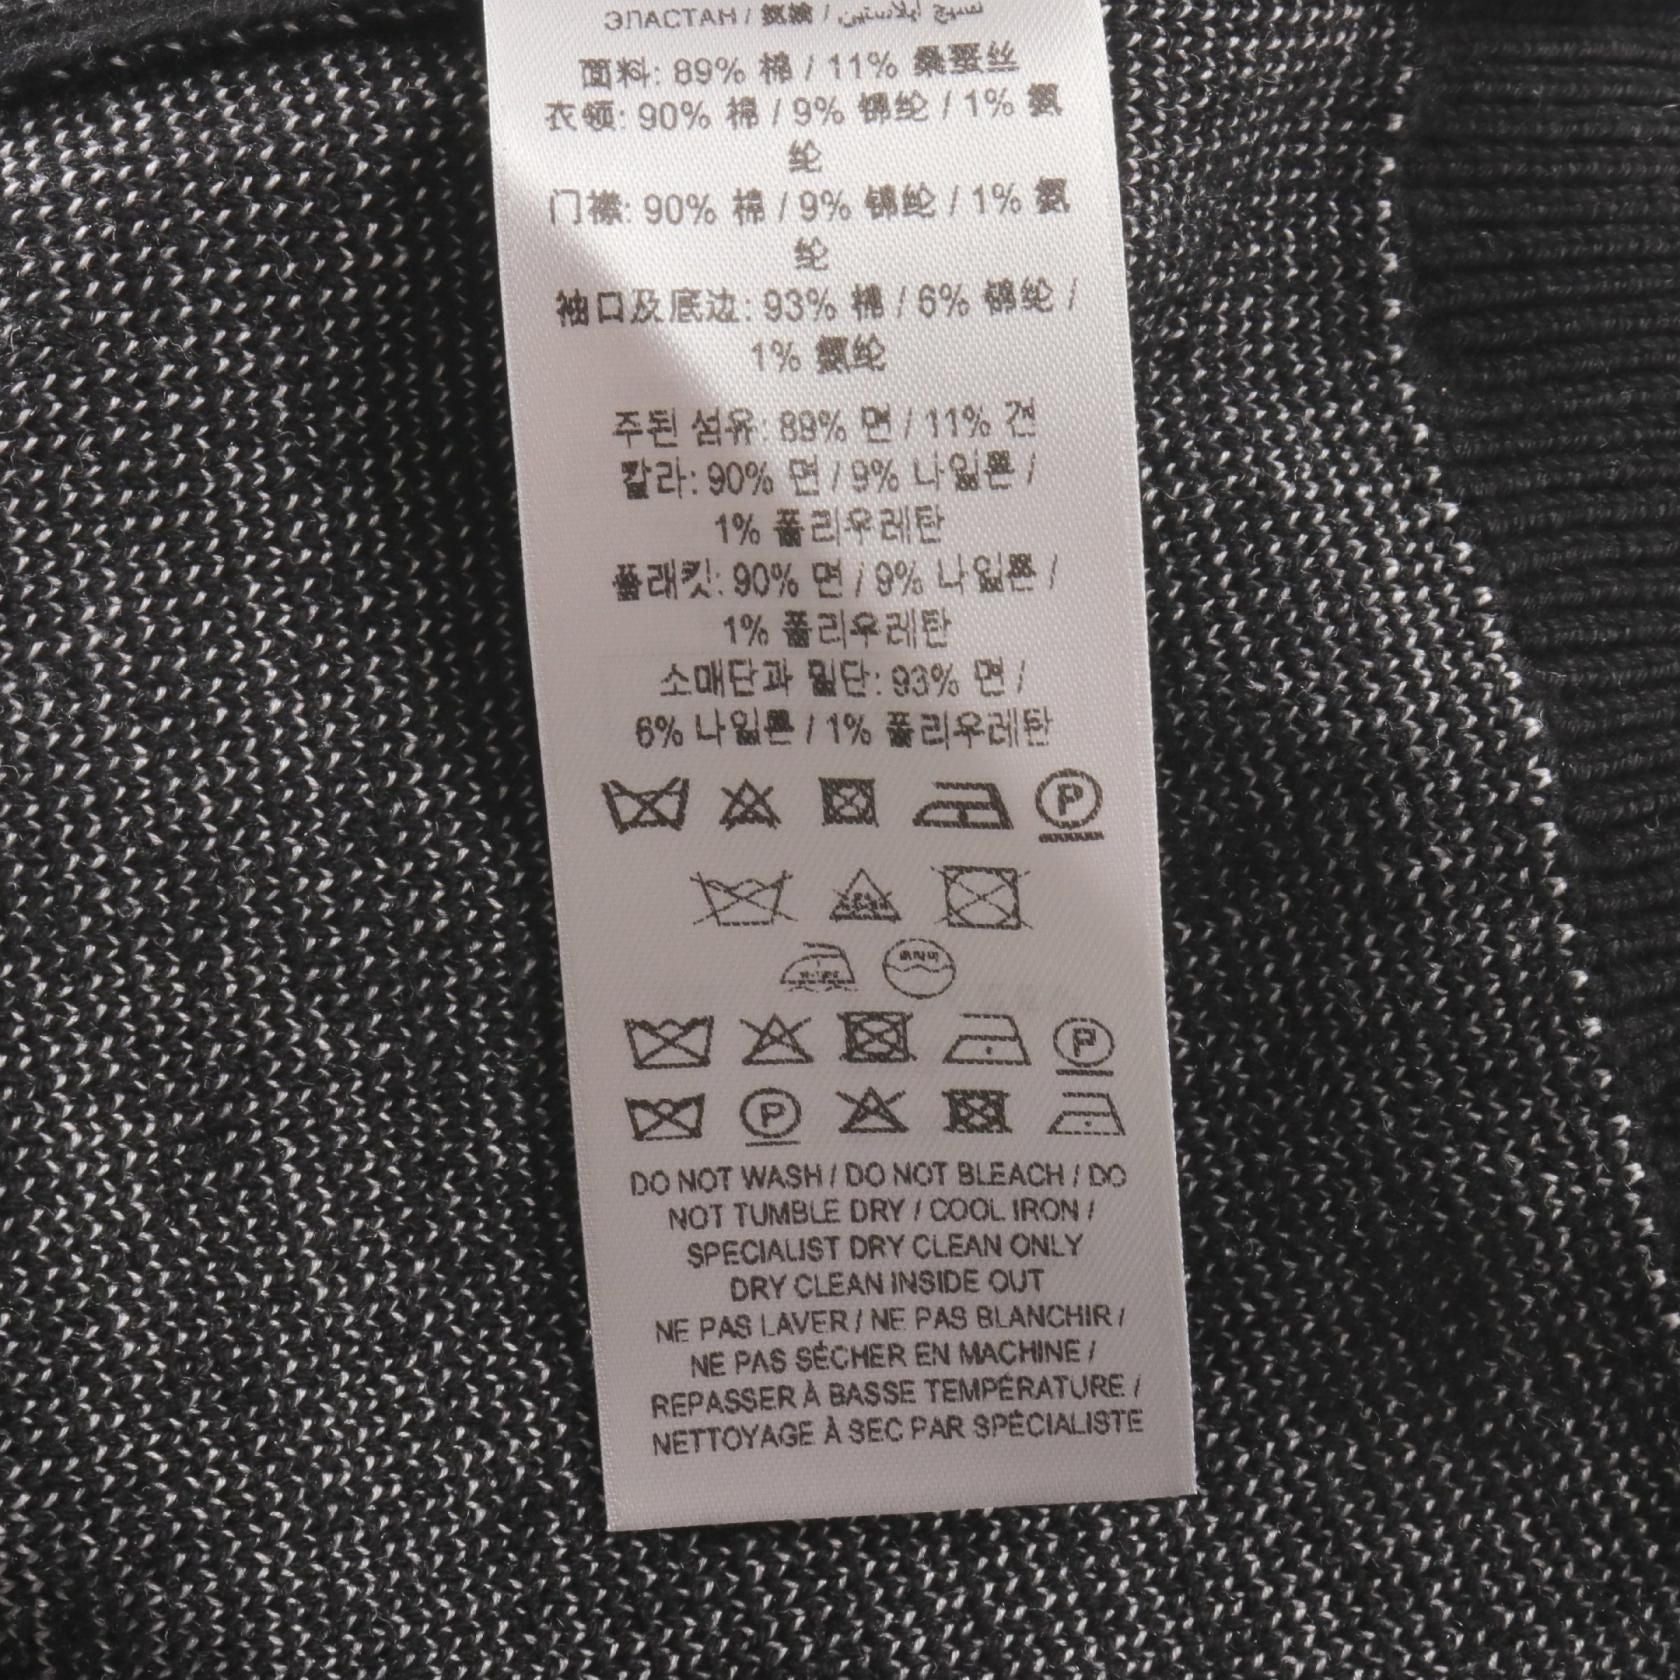 ЭЛАСТАН / 氨纶 /
面料: 89% 棉 / 11% 桑蚕丝
衣领: 90% 棉 / 9% 锦纶 / 1% 氨
纶
门襟: 90% 棉 / 9% 锦纶 / 1% 氨
纶
袖口及底边: 93% 棉 / 6% 锦纶 /
1% 氨纶
주된 섬유: 89% 면 / 11% 견
칼라: 90% 면 / 9% 나일론 /
1% 폴리우레탄
플래킷: 90% 면 / 9% 나일론 /
1% 폴리우레탄
소매단과 밑단: 93% 면 /
6% 나일론 / 1% 폴리우레탄
P
드라이
P
P
DO NOT WASH / DO NOT BLEACH / DO
NOT TUMBLE DRY / COOL IRON /
SPECIALIST DRY CLEAN ONLY
DRY CLEAN INSIDE OUT
NE PAS LAVER / NE PAS BLANCHIR /
NE PAS SÉCHER EN MACHINE /
REPASSER À BASSE TEMPÉRATURE /
NETTOYAGE À SEC PAR SPÉCIALISTE